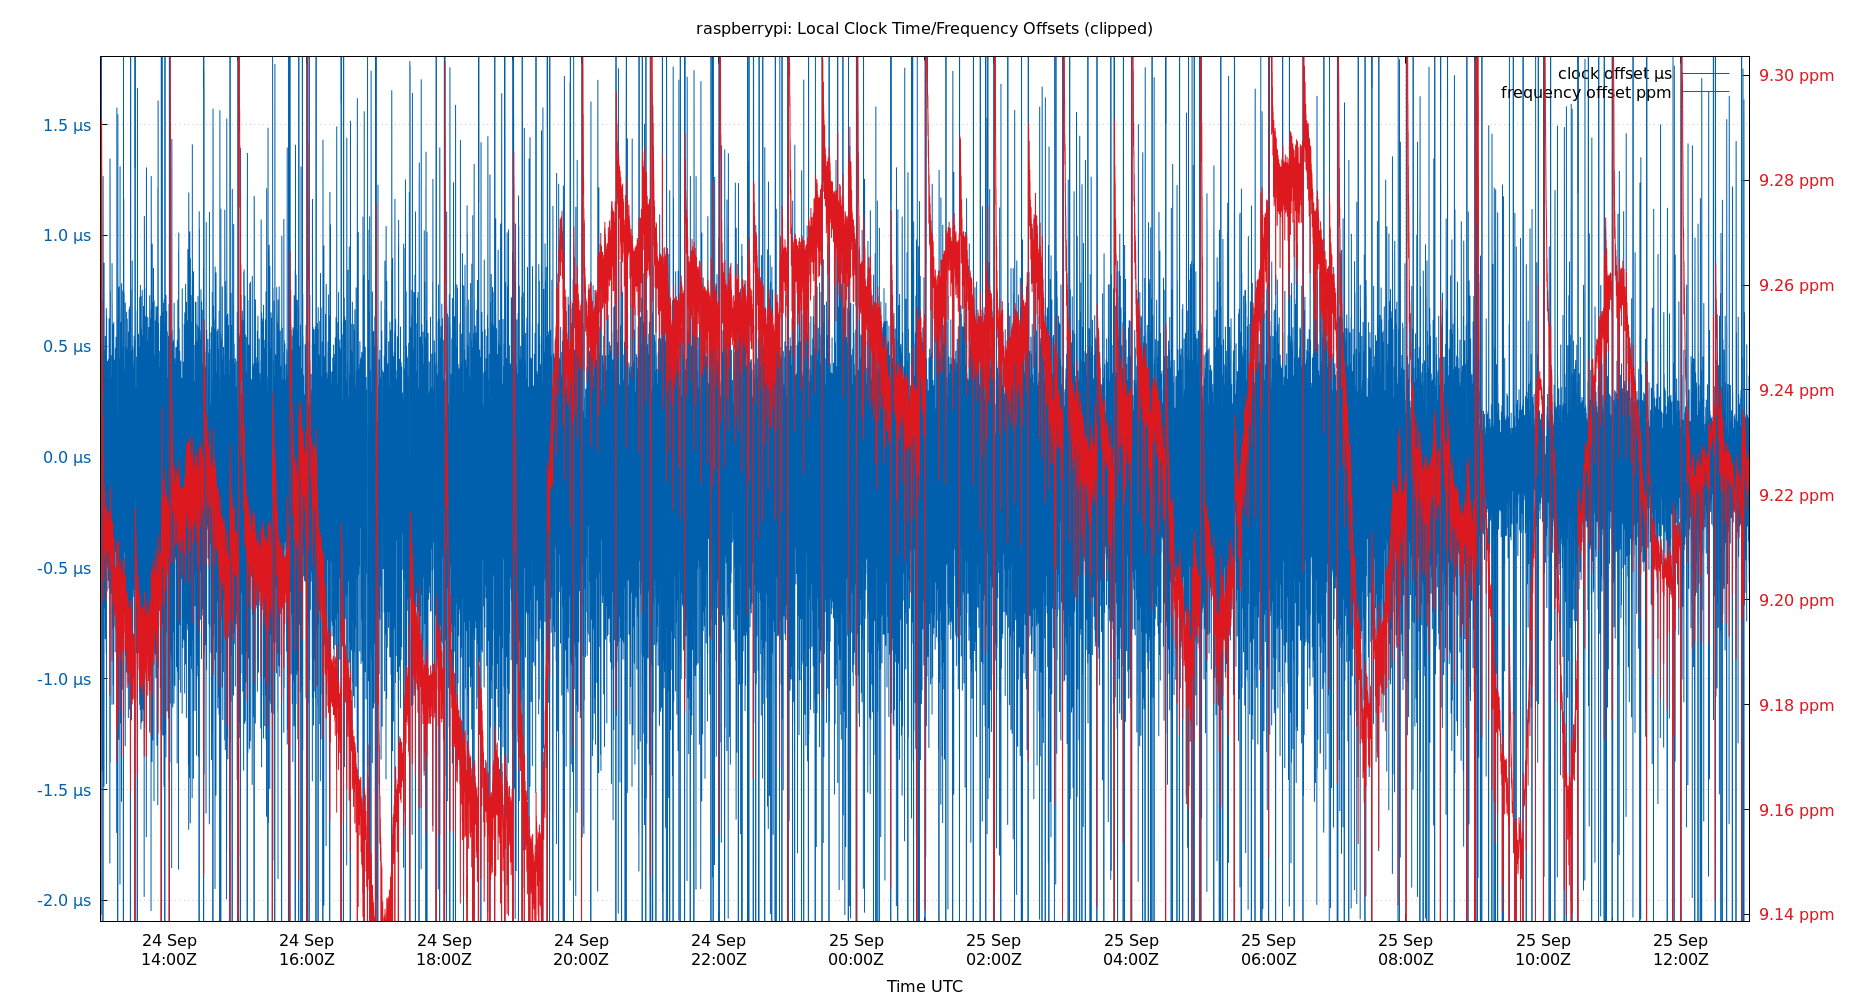 raspberrypi: Local Clock Time/Frequency Offsets (clipped)
clock offset µs
frequency offset ppm
1.5 µs
1.0 µs
0.5 µs
0.0 µs
-0.5 µs
-1.0 µs
-1.5 µs
-2.0 µs
9.30 ppm
9.28 ppm
9.26 ppm
9.24 ppm
9.22 ppm
9.20 ppm
9.18 ppm
9.16 ppm
9.14 ppm
24 Sep
14:00Z
24 Sep
16:00Z
24 Sep
18:00Z
24 Sep
20:00Z
24 Sep
22:00Z
25 Sep
00:00Z
25 Sep
02:00Z
25 Sep
04:00Z
25 Sep
06:00Z
25 Sep
08:00Z
25 Sep
10:00Z
25 Sep
12:00Z
Time UTC